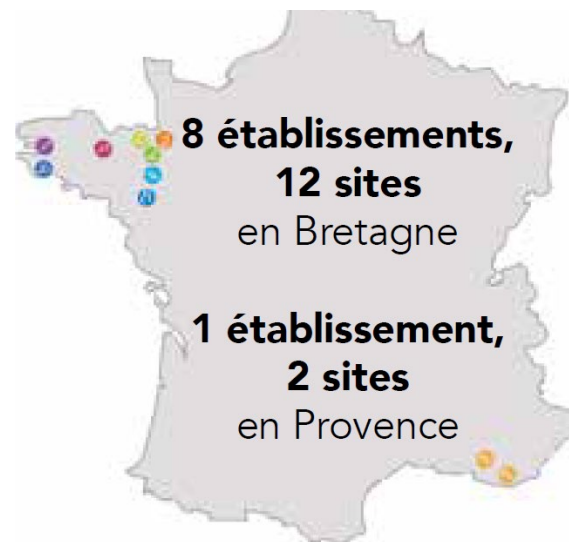 8 établissements,
12 sites
en Bretagne
1 établissement,
2 sites
en Provence